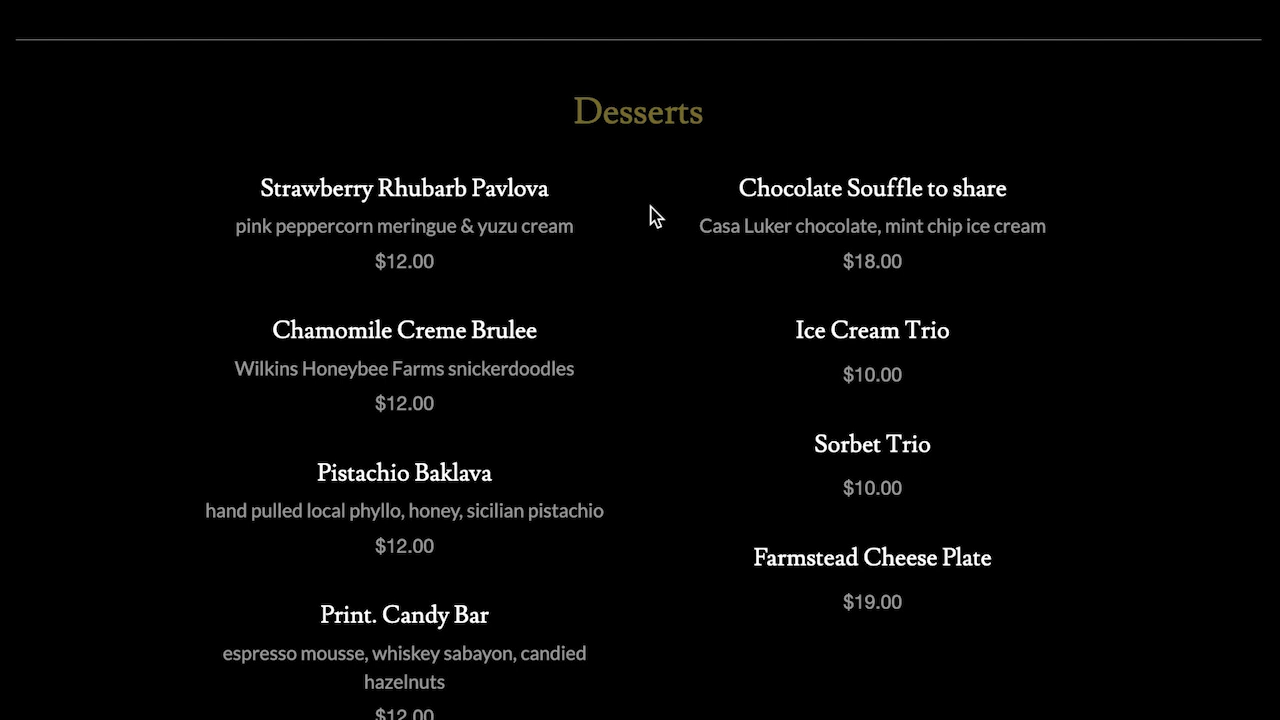 Desserts
Strawberry Rhubarb Pavlova
pink peppercorn meringue & yuzu cream
$12.00
Chamomile Creme Brulee
Wilkins Honeybee Farms snickerdoodles
$12.00
Pistachio Baklava
hand pulled local phyllo, honey, sicilian pistachio
$12.00
Print. Candy Bar
espresso mousse, whiskey sabayon, candied
hazelnuts
$12.00
Chocolate Souffle to share
Casa Luker chocolate, mint chip ice cream
$18.00
Ice Cream Trio
$10.00
Sorbet Trio
$10.00
Farmstead Cheese Plate
$19.00